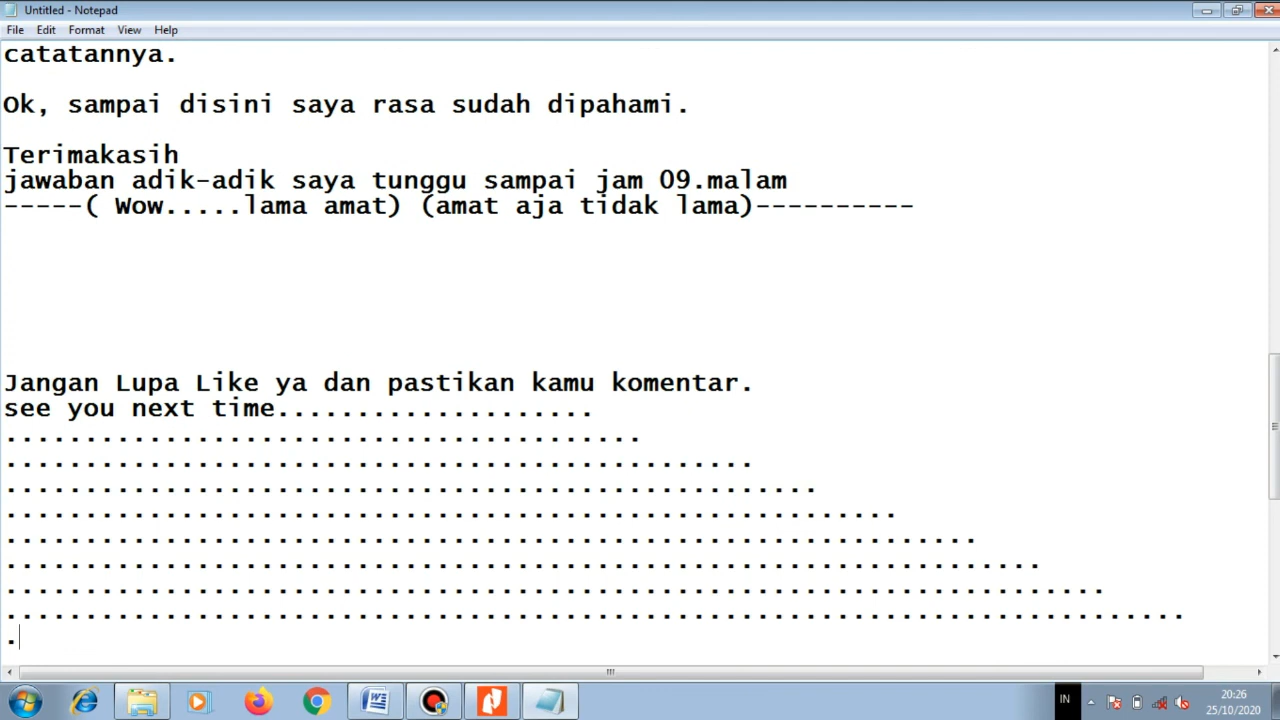 Untitled - Notepad
File Edit Format View Help
catatannya.
Ok, sampai disini saya rasa sudah dipahami.
Terimakasih
jawaban adik-adik saya tunggu sampai jam 09.malam
-----( Wow.....lama amat) (amat aja tidak lama)----------
Jangan Lupa Like ya dan pastikan kamu komentar.
see you next time....................
........................................
...............................................
...................................................
........................................................
.............................................................
.................................................................
.....................................................................
..........................................................................
.
IN
20:26
25/10/2020